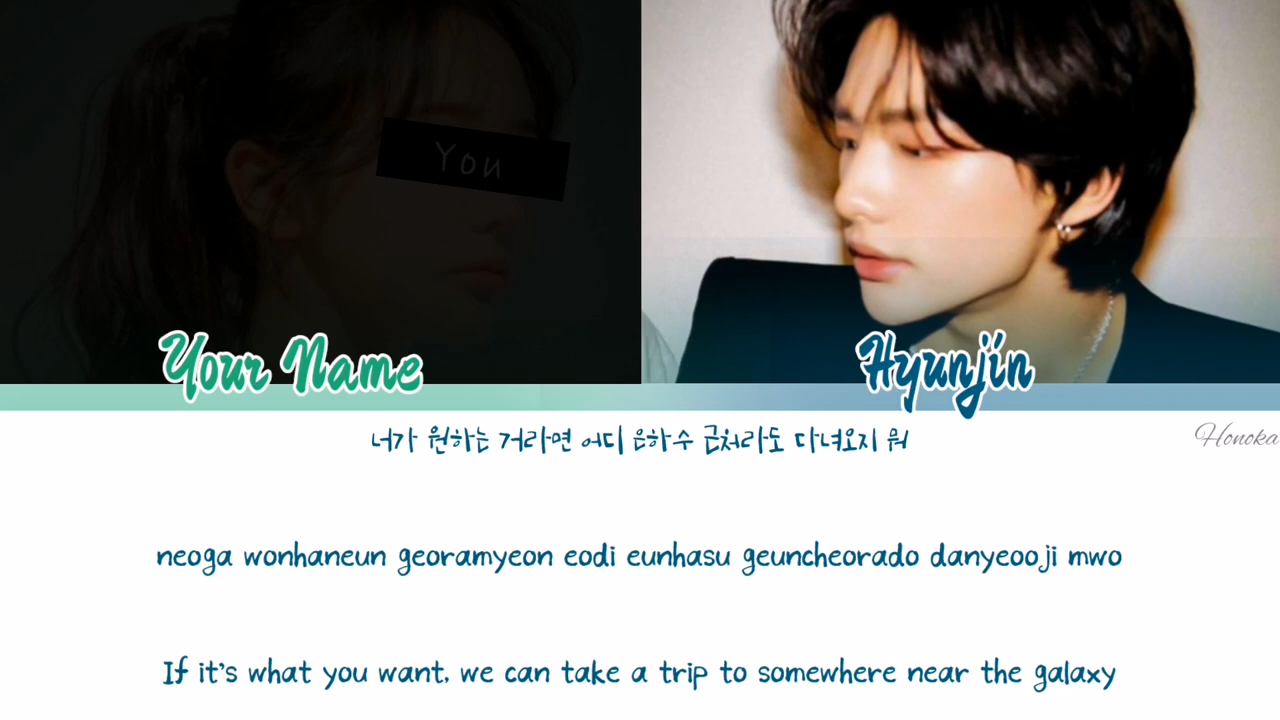 You
Your Name
Hyunjin
너가 원하는 거라면 어디 은하수 근처라도 다녀오지 뭐
Honoka
neoga wonhaneun georamyeon eodi eunhasu geuncheorado danyeooji mwo
If it's what you want, we can take a trip to somewhere near the galaxy